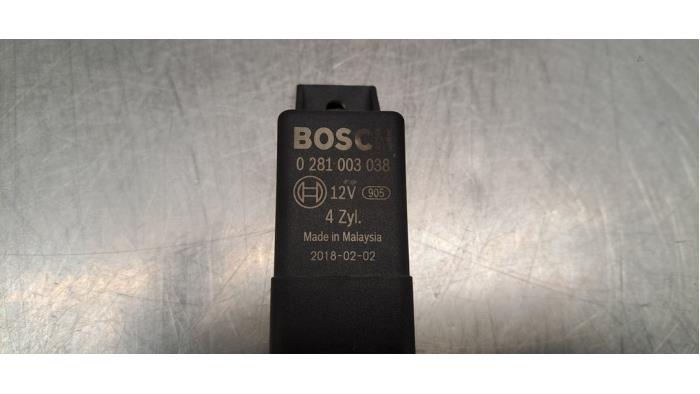 BOSCH
0 281 003 038
12V 905
4 Zyl.
Made in Malaysia
2018-02-02